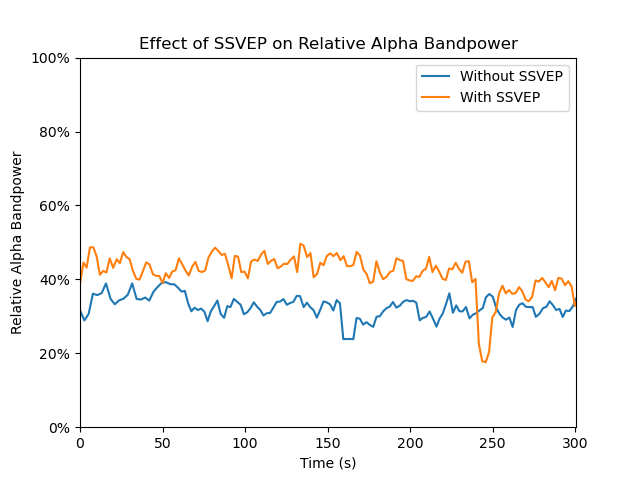 Effect of SSVEP on Relative Alpha Bandpower
100%
80%
60%
40%
20%
0%
Relative Alpha Bandpower
Without SSVEP
With SSVEP
0 50 100 150 200 250 300
Time (s)